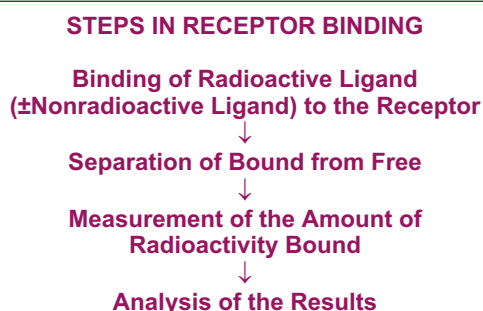 STEPS IN RECEPTOR BINDING
Binding of Radioactive Ligand
(±Nonradioactive Ligand) to the Receptor
↓
Separation of Bound from Free
↓
Measurement of the Amount of
Radioactivity Bound
↓
Analysis of the Results